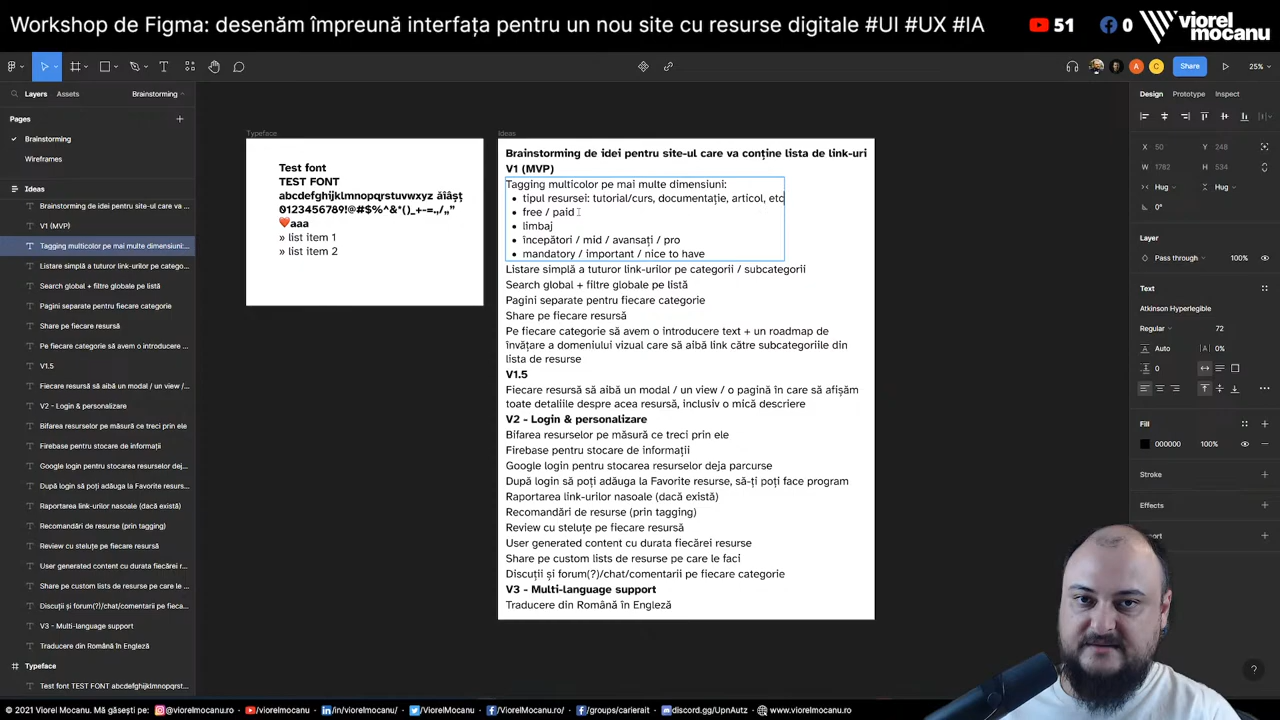 Workshop de Figma: desenăm împreună interfața pentru un nou site cu resurse digitale #UI #UX #IA
51
0
viorel
mocanu
Share
25%
Layers
Assets
Brainstorming
Pages
Brainstorming
Wireframes
Ideas
Brainstorming de idei pentru site-ul ...
V1 (MVP)
Tagging multicolor pe mai multe dimensiuni:...
Listare simplă a tuturor link-urilor pe catego...
Search global + filtre globale pe listă
Pagini separate pentru fiecare categorie
Share pe fiecare resursă
Pe fiecare categorie să avem o introducere ...
V1.5
Fiecare resursă să aibă un modal / un view /...
V2 - Login & personalizare
Bifarea resurselor pe măsură ce treci prin ele
Firebase pentru stocare de informații
Google login pentru stocarea resurselor deja...
După login să poți adăuga la Favorite resurs...
Raportarea link-urilor nasoale (dacă există)
Recomandări de resurse (prin tagging)
Review cu steluțe pe fiecare resursă
User generated content cu durata fiecărei ...
Share pe custom lists de resurse pe care le ...
Discuții și forum(?)/chat/comentarii pe fieca...
V3 - Multi-language support
Traducere din Română în Engleză
Typeface
Test font TEST FONT abcdefghijklmnopqrst...
Typeface
Test font
TEST FONT
abcdefghijklmnopqrstuvwxyz ăîâșț
0123456789!@#$%^&*()_+-=.,/„”
❤️aaa
» list item 1
» list item 2
Ideas
Brainstorming de idei pentru site-ul care va conține lista de link-uri
V1 (MVP)
Tagging multicolor pe mai multe dimensiuni:
• tipul resursei: tutorial/curs, documentație, articol, etc
• free / paid
• limbaj
• începători / mid / avansați / pro
• mandatory / important / nice to have
Listare simplă a tuturor link-urilor pe categorii / subcategorii
Search global + filtre globale pe listă
Pagini separate pentru fiecare categorie
Share pe fiecare resursă
Pe fiecare categorie să avem o introducere text + un roadmap de
învățare a domeniului vizual care să aibă link către subcategoriile din
lista de resurse
V1.5
Fiecare resursă să aibă un modal / un view / o pagină în care să afișăm
toate detaliile despre acea resursă, inclusiv o mică descriere
V2 - Login & personalizare
Bifarea resurselor pe măsură ce treci prin ele
Firebase pentru stocare de informații
Google login pentru stocarea resurselor deja parcurse
După login să poți adăuga la Favorite resurse, să-ți poți face program
Raportarea link-urilor nasoale (dacă există)
Recomandări de resurse (prin tagging)
Review cu steluțe pe fiecare resursă
User generated content cu durata fiecărei resurse
Share pe custom lists de resurse pe care le faci
Discuții și forum(?)/chat/comentarii pe fiecare categorie
V3 - Multi-language support
Traducere din Română în Engleză
Design
Prototype
Inspect
X 50
Y 248
W 1782
H 534
0°
Layer
Pass through
100%
Text
Atkinson Hyperlegible
Regular
72
Auto
0%
0
Fill
000000
100%
Stroke
Effects
Export
?
© 2021 Viorel Mocanu. Mă găsești pe:
@viorelmocanu.ro
/viorelmocanu
/in/viorelmocanu/
/ViorelMocanu
/ViorelMocanu.ro
/groups/carierait
discord.gg/UpnAutz
www.viorelmocanu.ro